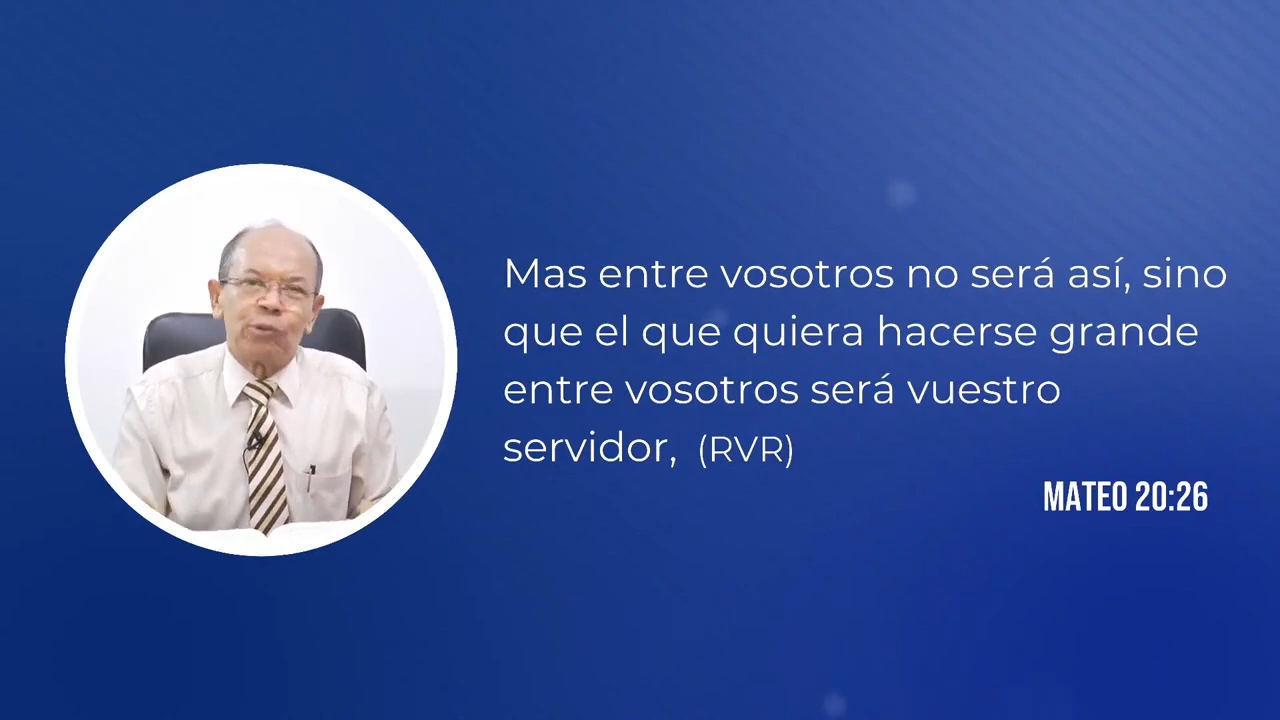 Mas entre vosotros no será así, sino
que el que quiera hacerse grande
entre vosotros será vuestro
servidor, (RVR)
MATEO 20:26